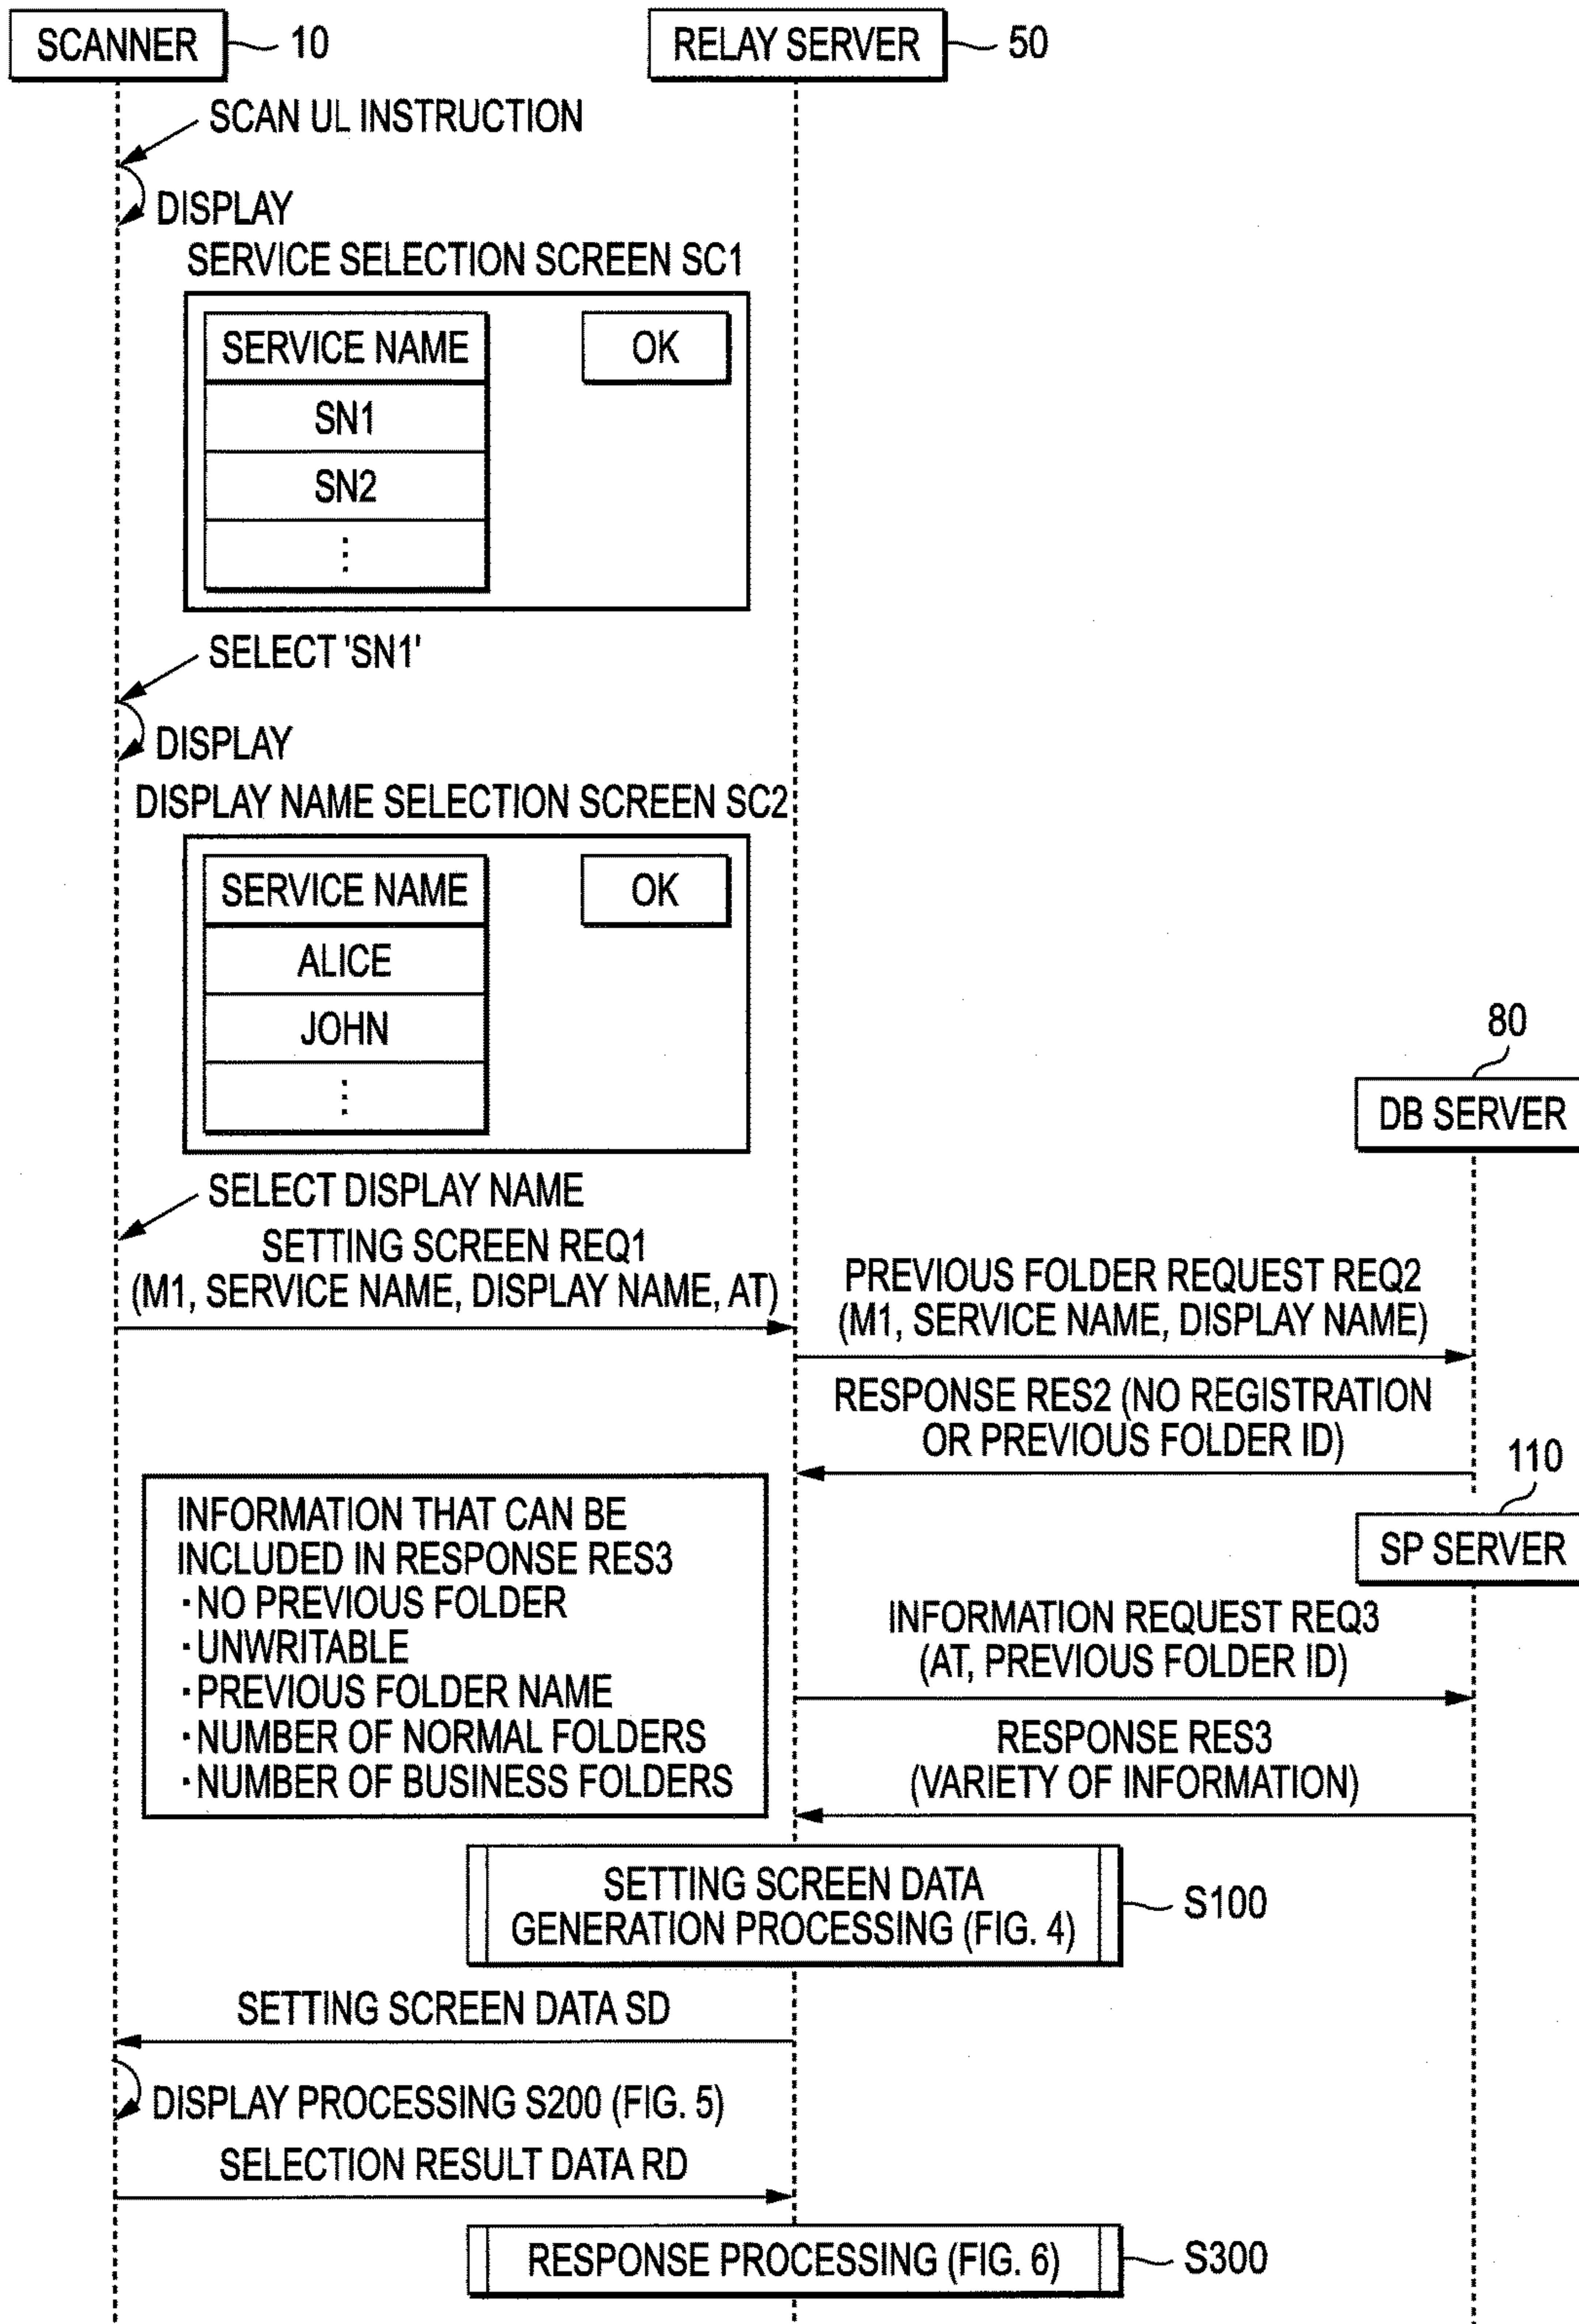 SCANNER
10
RELAY SERVER
50
SCAN UL INSTRUCTION
DISPLAY
SERVICE SELECTION SCREEN SC1
SERVICE NAME
OK
SN1
SN2
⋮
SELECT 'SN1'
DISPLAY
DISPLAY NAME SELECTION SCREEN SC2
SERVICE NAME
OK
ALICE
JOHN
⋮
80
DB SERVER
SELECT DISPLAY NAME
SETTING SCREEN REQ1
(M1, SERVICE NAME, DISPLAY NAME, AT)
PREVIOUS FOLDER REQUEST REQ2
(M1, SERVICE NAME, DISPLAY NAME)
RESPONSE RES2 (NO REGISTRATION
OR PREVIOUS FOLDER ID)
110
SP SERVER
INFORMATION THAT CAN BE
INCLUDED IN RESPONSE RES3
・NO PREVIOUS FOLDER
・UNWRITABLE
・PREVIOUS FOLDER NAME
・NUMBER OF NORMAL FOLDERS
・NUMBER OF BUSINESS FOLDERS
INFORMATION REQUEST REQ3
(AT, PREVIOUS FOLDER ID)
RESPONSE RES3
(VARIETY OF INFORMATION)
SETTING SCREEN DATA
GENERATION PROCESSING (FIG. 4)
S100
SETTING SCREEN DATA SD
DISPLAY PROCESSING S200 (FIG. 5)
SELECTION RESULT DATA RD
RESPONSE PROCESSING (FIG. 6)
S300